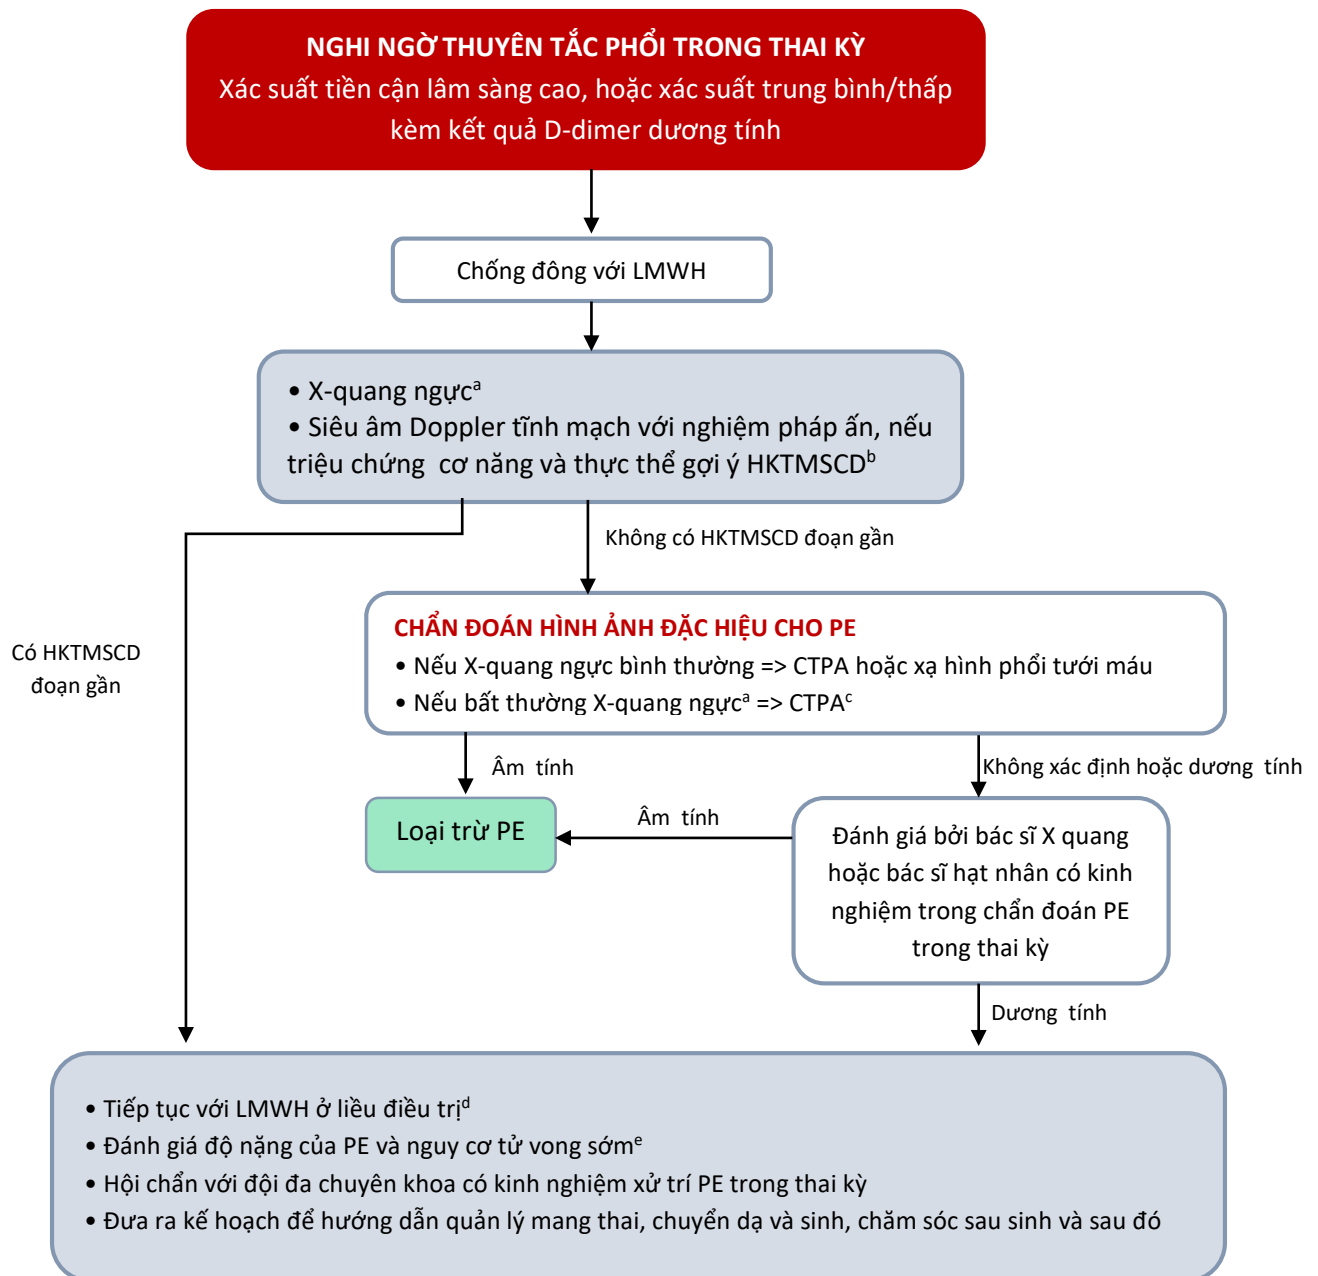 NGHI NGỜ THUYÊN TẮC PHỔI TRONG THAI KỲ
Xác suất tiền cận lâm sàng cao, hoặc xác suất trung bình/thấp
kèm kết quả D-dimer dương tính
Chống đông với LMWH
• X-quang ngựcᵃ
• Siêu âm Doppler tĩnh mạch với nghiệm pháp ấn, nếu
triệu chứng cơ năng và thực thể gợi ý HKTMSCDᵇ
Không có HKTMSCD đoạn gần
Có HKTMSCD
đoạn gần
CHẨN ĐOÁN HÌNH ẢNH ĐẶC HIỆU CHO PE
• Nếu X-quang ngực bình thường => CTPA hoặc xạ hình phổi tưới máu
• Nếu bất thường X-quang ngựcᵃ => CTPAᶜ
Âm tính
Không xác định hoặc dương tính
Loại trừ PE
Âm tính
Đánh giá bởi bác sĩ X quang
hoặc bác sĩ hạt nhân có kinh
nghiệm trong chẩn đoán PE
trong thai kỳ
Dương tính
• Tiếp tục với LMWH ở liều điều trịᵈ
• Đánh giá độ nặng của PE và nguy cơ tử vong sớmᵉ
• Hội chẩn với đội đa chuyên khoa có kinh nghiệm xử trí PE trong thai kỳ
• Đưa ra kế hoạch để hướng dẫn quản lý mang thai, chuyển dạ và sinh, chăm sóc sau sinh và sau đó